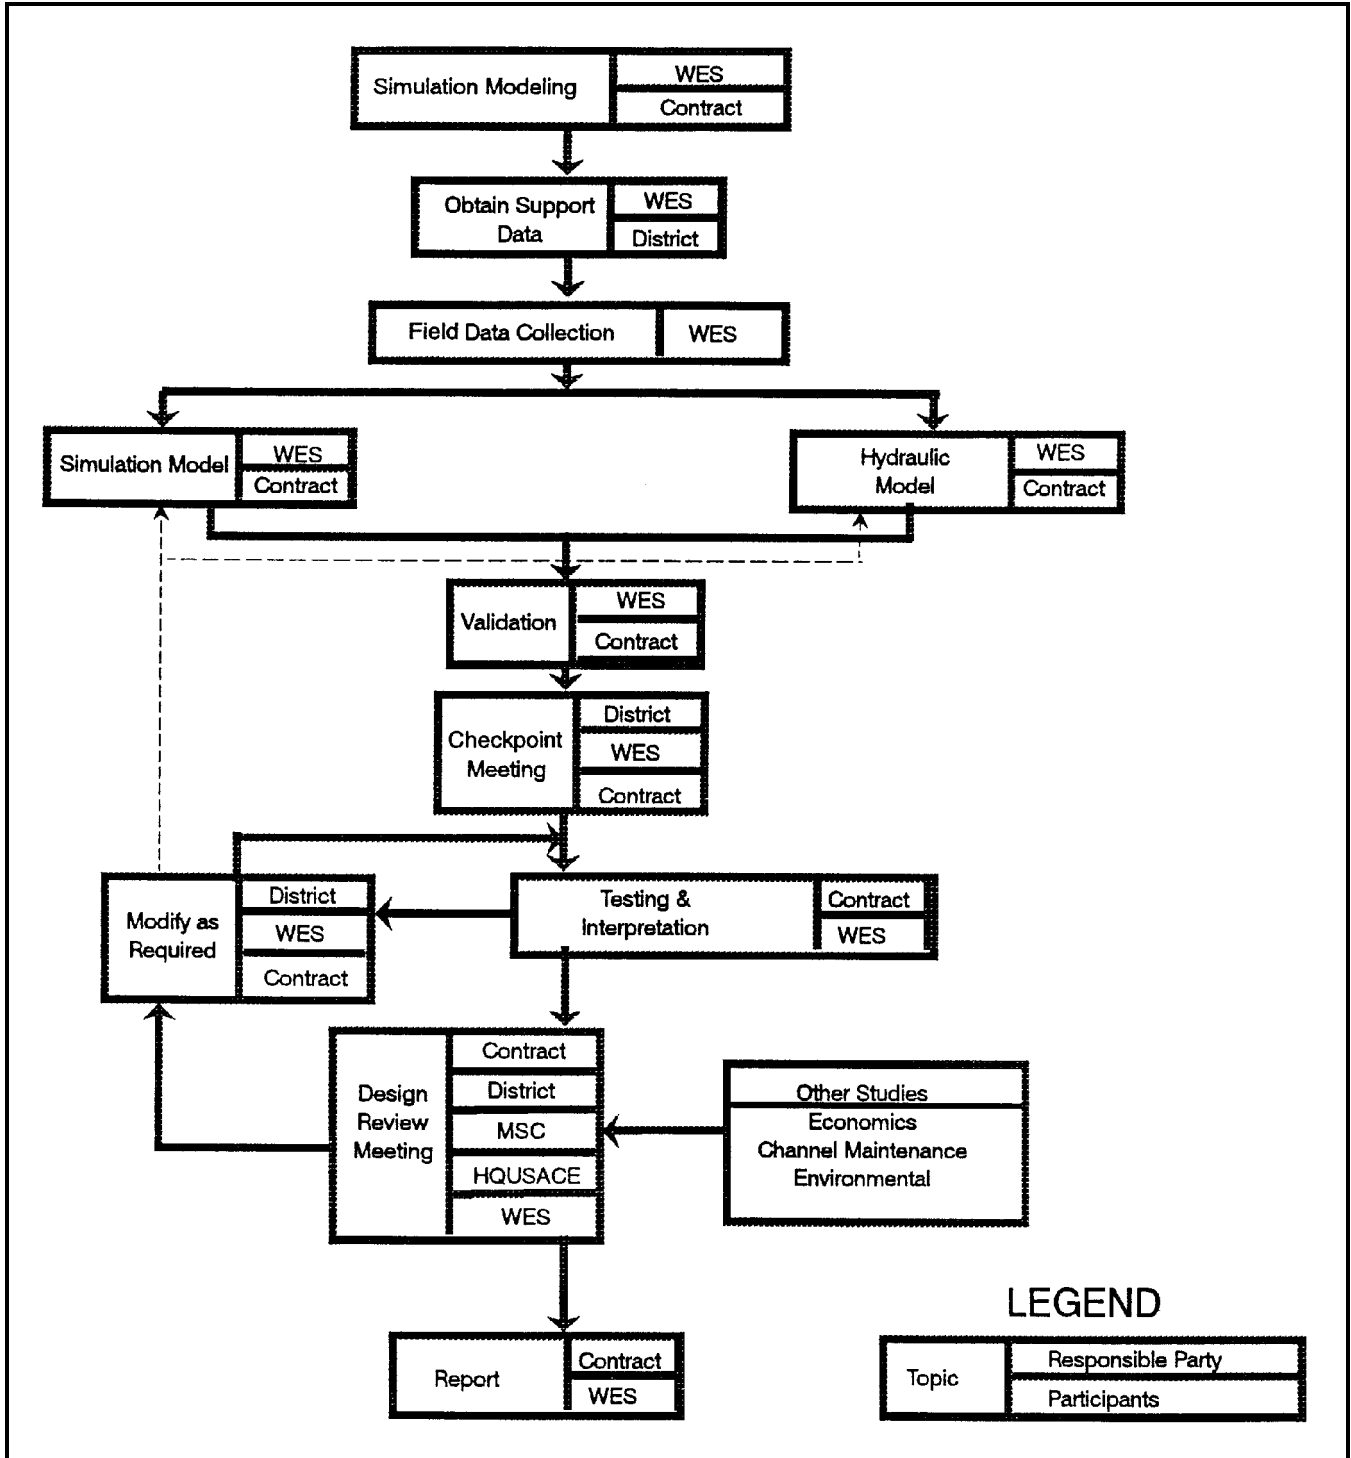 Simulation Modeling
WES
Contract
Obtain Support
Data
WES
District
Field Data Collection
WES
Simulation Model
WES
Contract
Hydraulic
Model
WES
Contract
Validation
WES
Contract
Checkpoint
Meeting
District
WES
Contract
Modify as
Required
District
WES
Contract
Testing &
Interpretation
Contract
WES
Design
Review
Meeting
Contract
District
MSC
HQUSACE
WES
Other Studies
Economics
Channel Maintenance
Environmental
Report
Contract
WES
LEGEND
Topic
Responsible Party
Participants